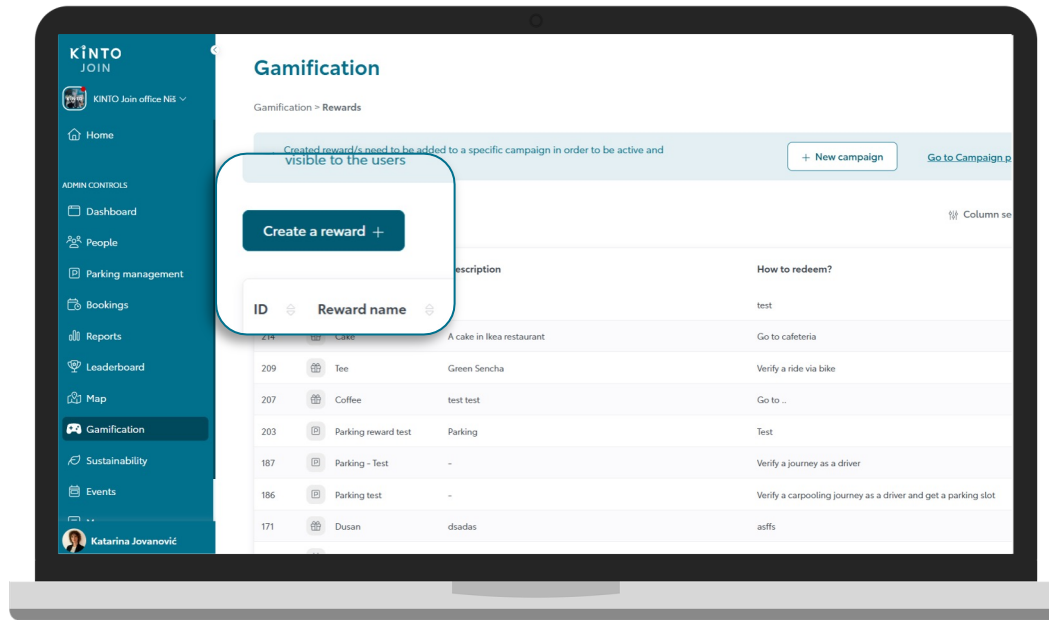 KINTO
JOIN
KINTO Join office Niš
Home
ADMIN CONTROLS
Dashboard
People
Parking management
Bookings
Reports
Leaderboard
Map
Gamification
Sustainability
Events
Katarina Jovanović
Gamification
Gamification > Rewards
Created reward/s need to be added to a specific campaign in order to be active and
visible to the users
+ New campaign
Go to Campaign p
Create a reward +
Column se
ID Reward name escription How to redeem?
test
214 Cake A cake in Ikea restaurant Go to cafeteria
209 Tee Green Sencha Verify a ride via bike
207 Coffee test test Go to ..
203 Parking reward test Parking Test
187 Parking - Test - Verify a journey as a driver
186 Parking test - Verify a carpooling journey as a driver and get a parking slot
171 Dusan dsadas asffs